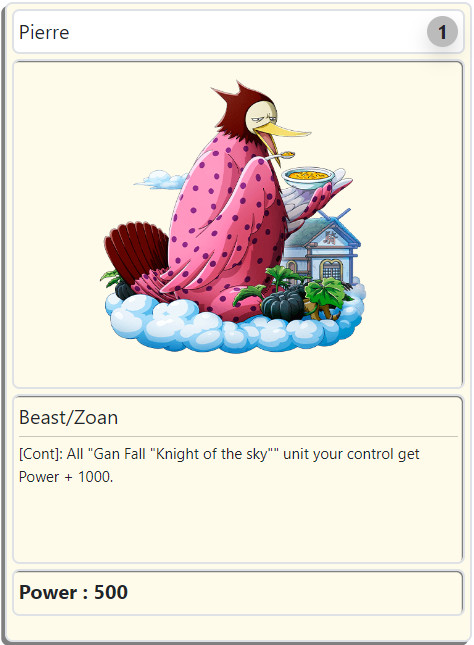 Pierre
1
Beast/Zoan
[Cont]: All "Gan Fall "Knight of the sky"" unit your control get
Power + 1000.
Power : 500